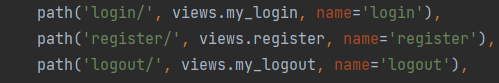 path('login/', views.my_login, name='login'),
path('register/', views.register, name='register'),
path('logout/', views.my_logout, name='logout'),